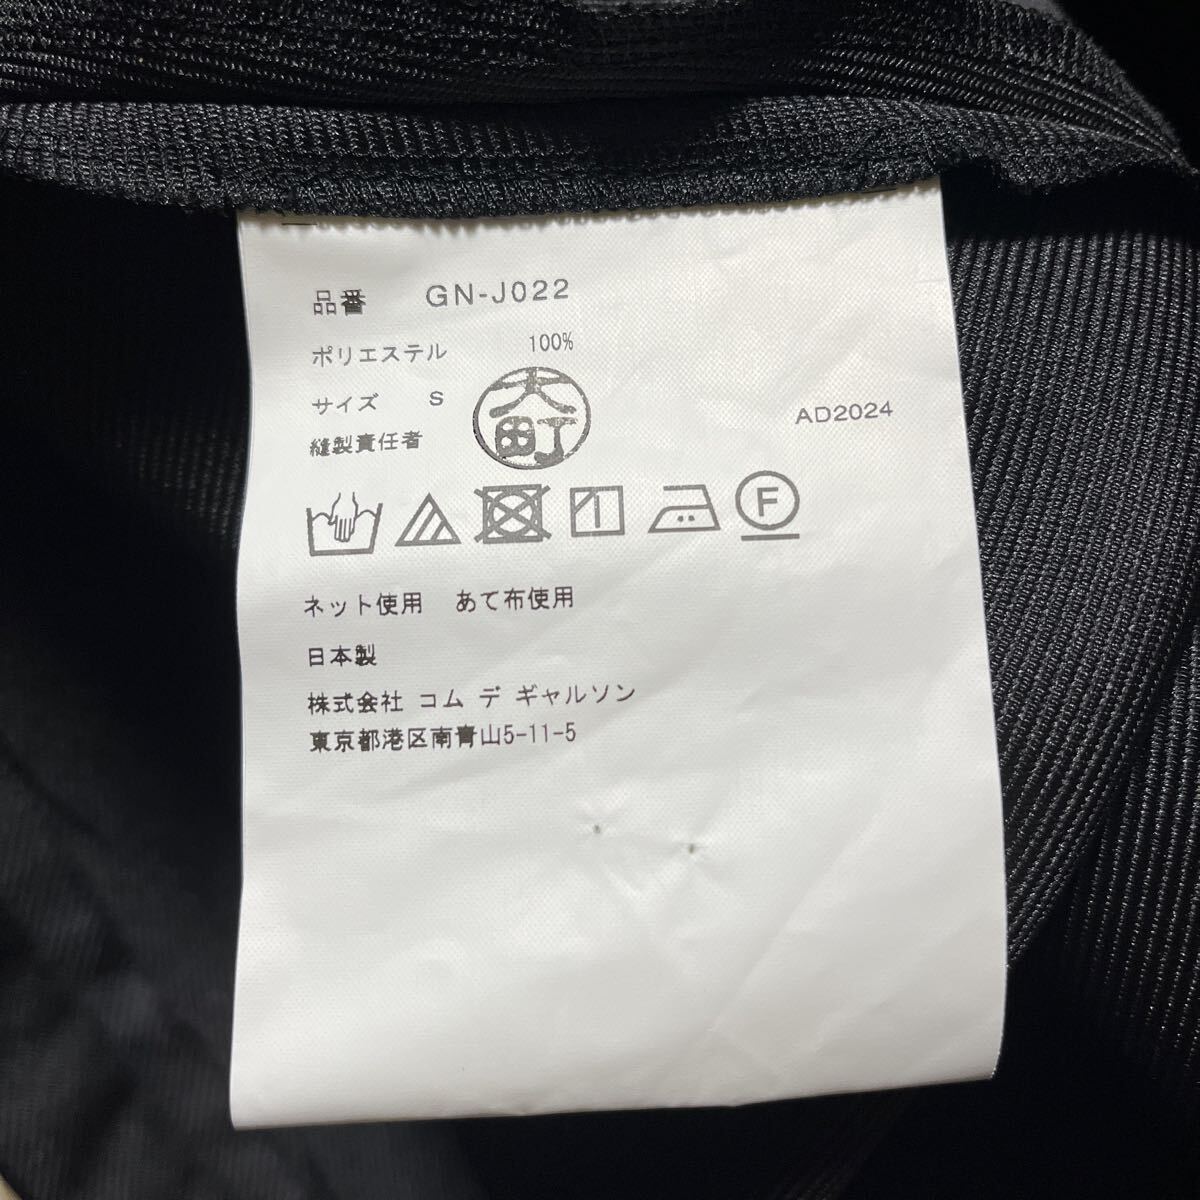 品番 GN-J022
ポリエステル 100%
サイズ S
縫製責任者 大町
AD2024
F
ネット使用 あて布使用
日本製
株式会社 コム デ ギャルソン
東京都港区南青山5-11-5